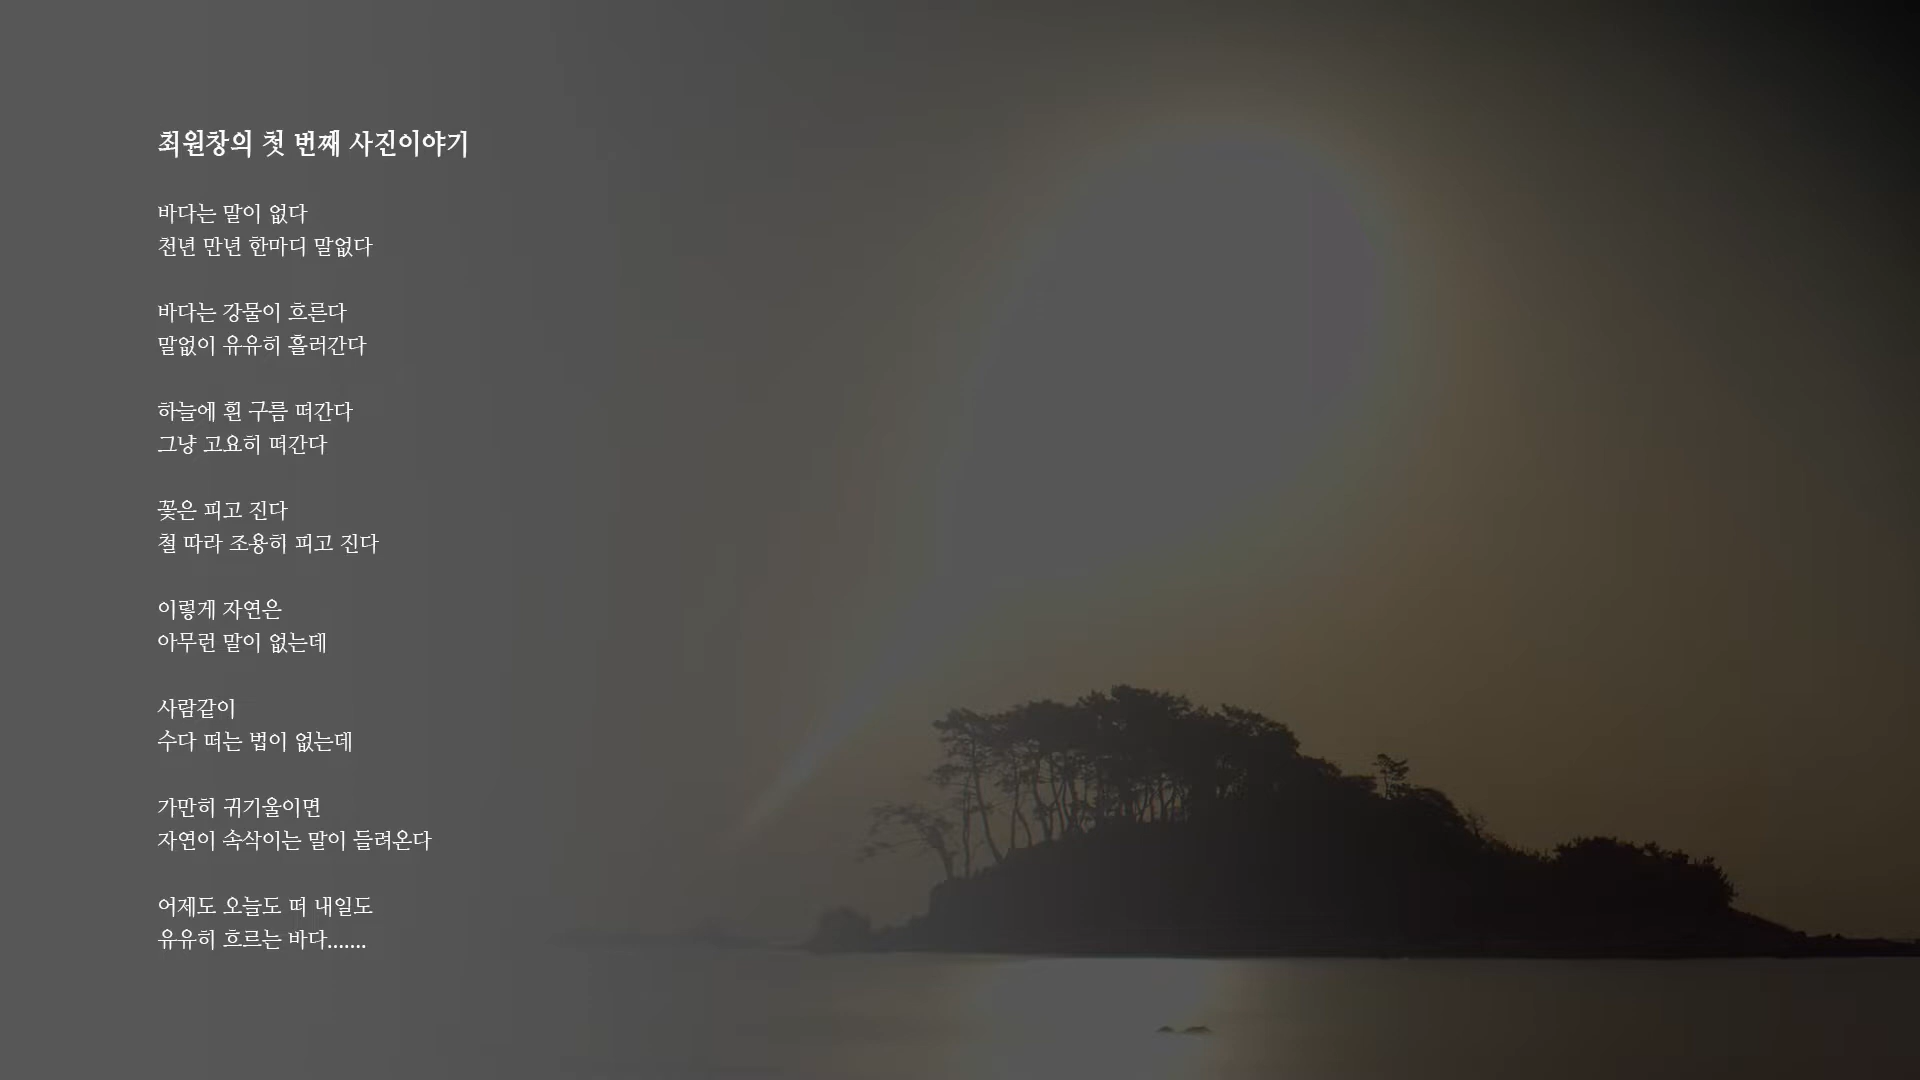 최원창의 첫 번째 사진이야기
바다는 말이 없다
천년 만년 한마디 말없다
바다는 강물이 흐른다
말없이 유유히 흘러간다
하늘에 흰 구름 떠간다
그냥 고요히 떠간다
꽃은 피고 진다
철 따라 조용히 피고 진다
이렇게 자연은
아무런 말이 없는데
사람같이
수다 떠는 법이 없는데
가만히 귀기울이면
자연이 속삭이는 말이 들려온다
어제도 오늘도 떠 내일도
유유히 흐르는 바다.......